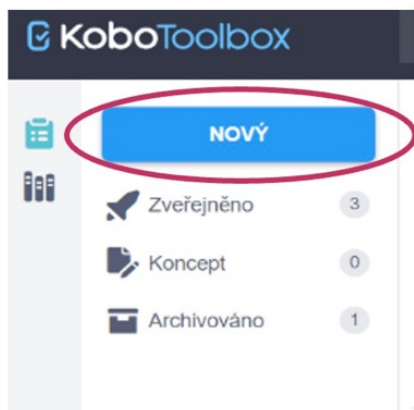 KoboToolbox
NOVÝ
Zveřejněno 3
Koncept 0
Archivováno 1